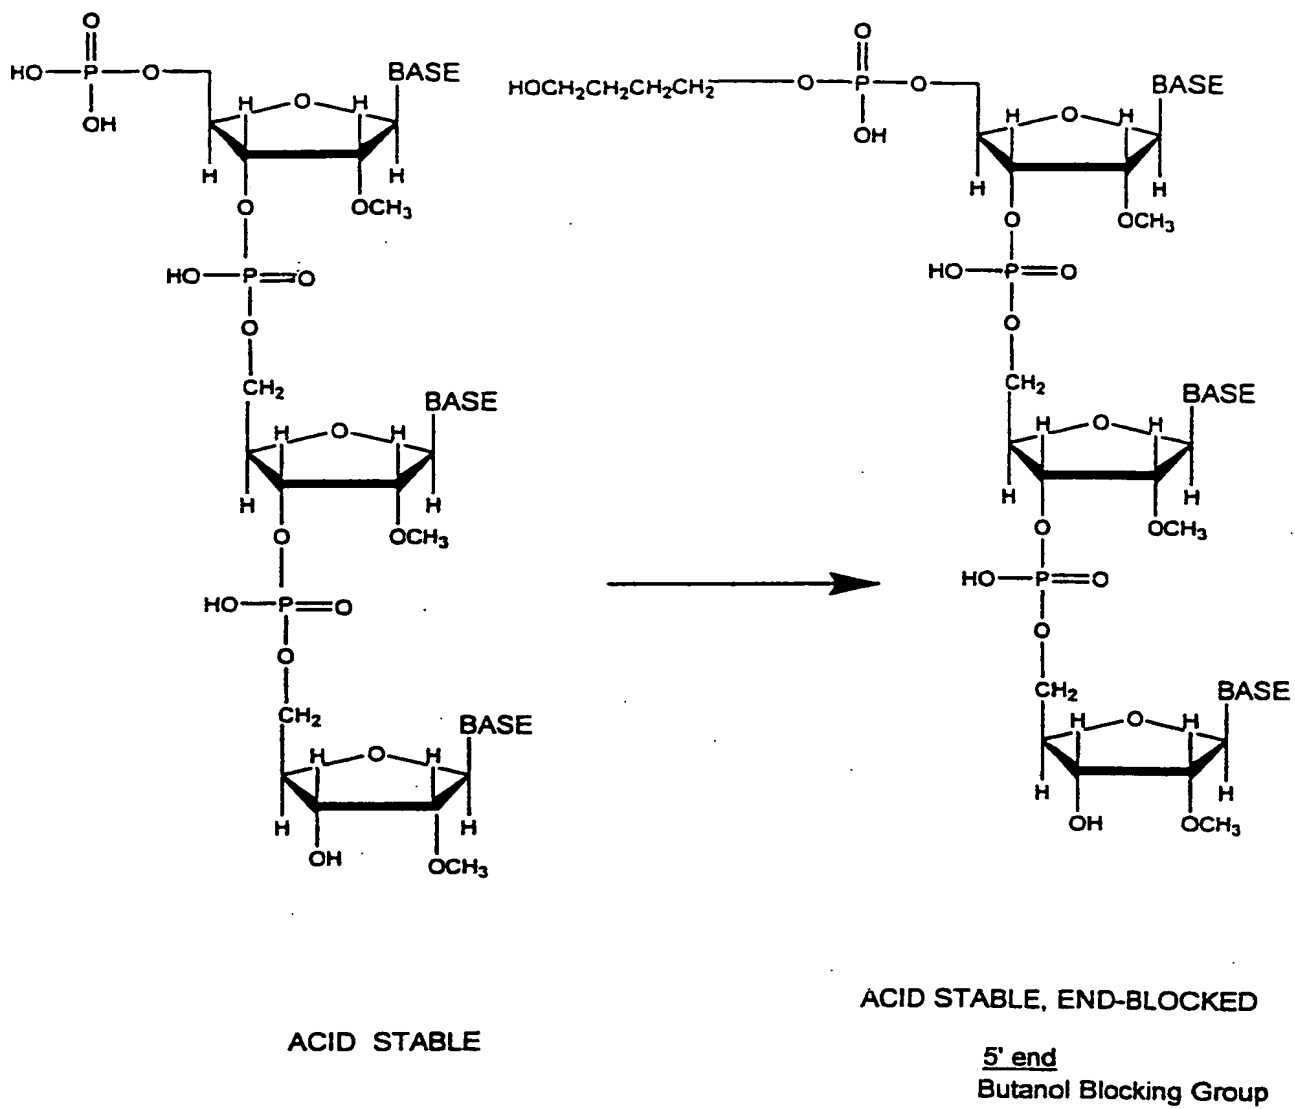 O
HO P O
OH
BASE
H O H
H H
O OCH₃
HO P O
O
CH₂
BASE
H O H
H H
O OCH₃
HO P O
O
CH₂
BASE
H O H
H H
OH OCH₃
ACID STABLE
O
HOCH₂CH₂CH₂CH₂ O P O
OH
BASE
H O H
H H
O OCH₃
HO P O
O
CH₂
BASE
H O H
H H
O OCH₃
HO P O
O
CH₂
BASE
H O H
H H
OH OCH₃
ACID STABLE, END-BLOCKED
5' end
Butanol Blocking Group